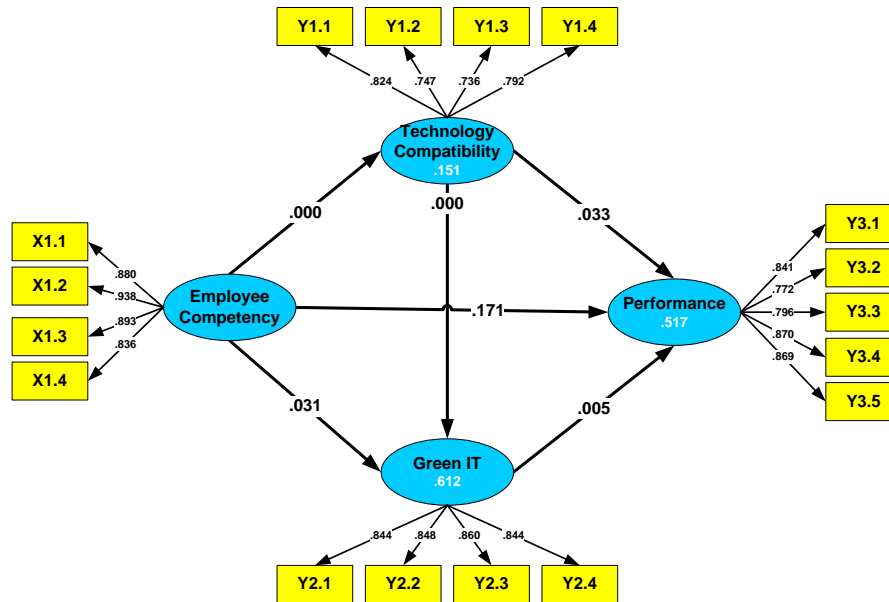 Y1.1
Y1.2
Y1.3
Y1.4
.824
.747
.736
.792
Technology
Compatibility
.151
.000
.000
.033
X1.1
X1.2
X1.3
X1.4
.880
.938
.893
.836
Employee
Competency
.171
Performance
.517
.841
.772
.796
.870
.869
Y3.1
Y3.2
Y3.3
Y3.4
Y3.5
.031
.005
Green IT
.612
.844
.848
.860
.844
Y2.1
Y2.2
Y2.3
Y2.4